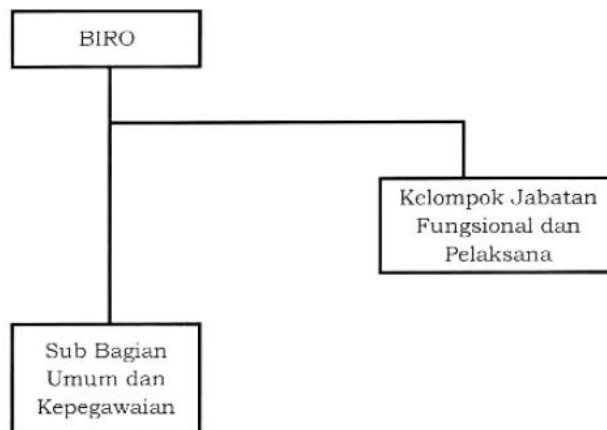 BIRO
Kelompok Jabatan
Fungsional dan
Pelaksana
Sub Bagian
Umum dan
Kepegawaian